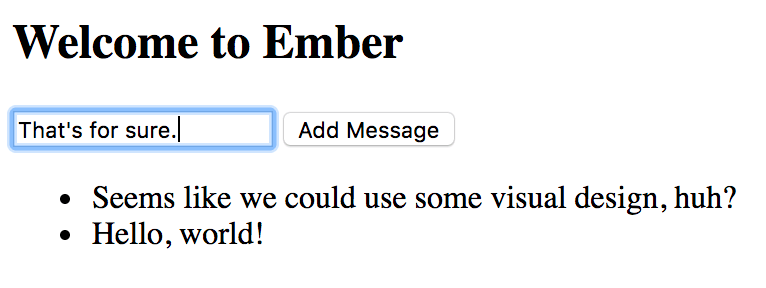 Welcome to Ember
That's for sure. Add Message
Seems like we could use some visual design, huh?
Hello, world!